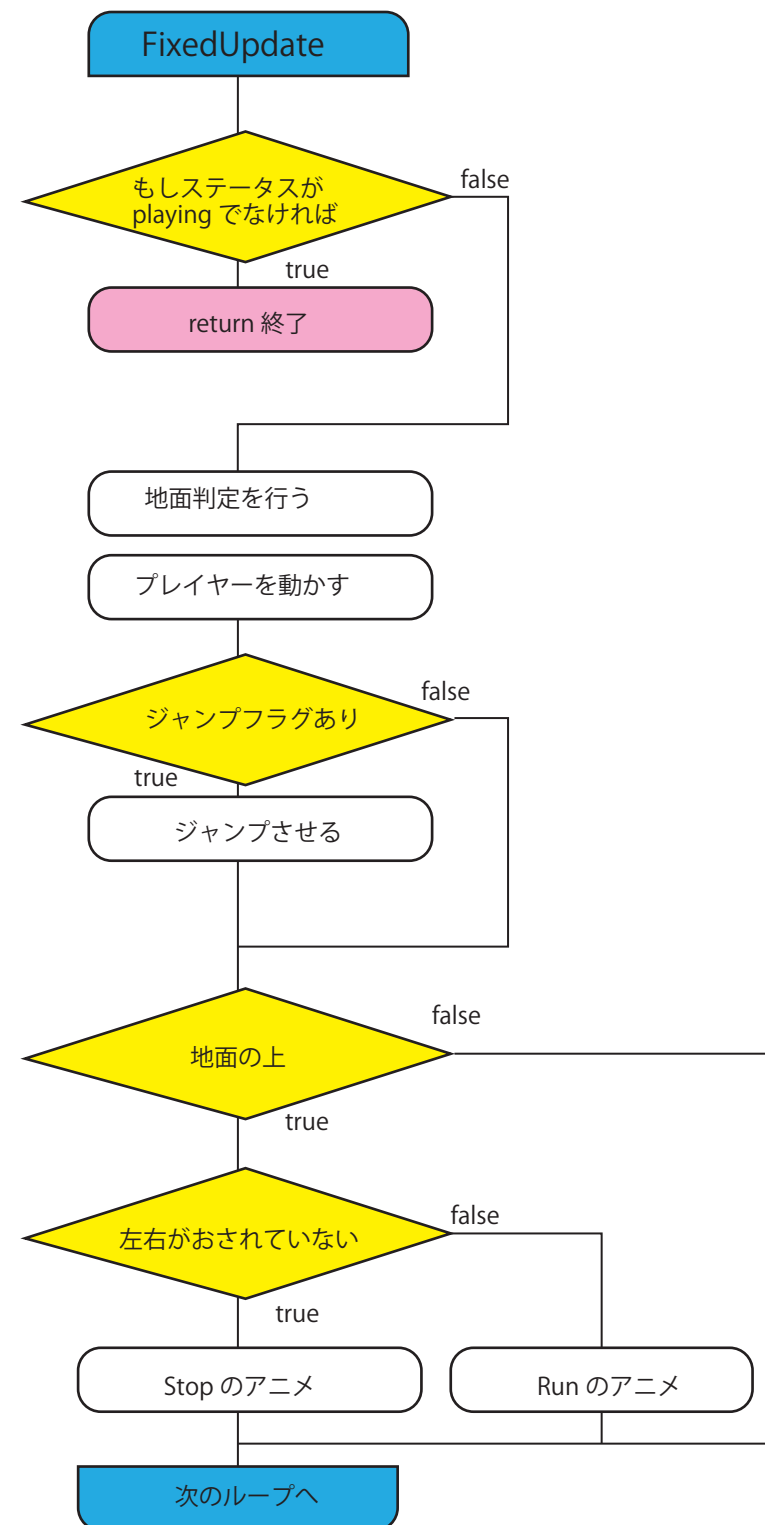 FixedUpdate
もしステータスが
playing でなければ
false
true
return 終了
地面判定を行う
プレイヤーを動かす
false
ジャンプフラグあり
true
ジャンプさせる
false
地面の上
true
false
左右がおされていない
true
Stop のアニメ
Run のアニメ
次のループへ